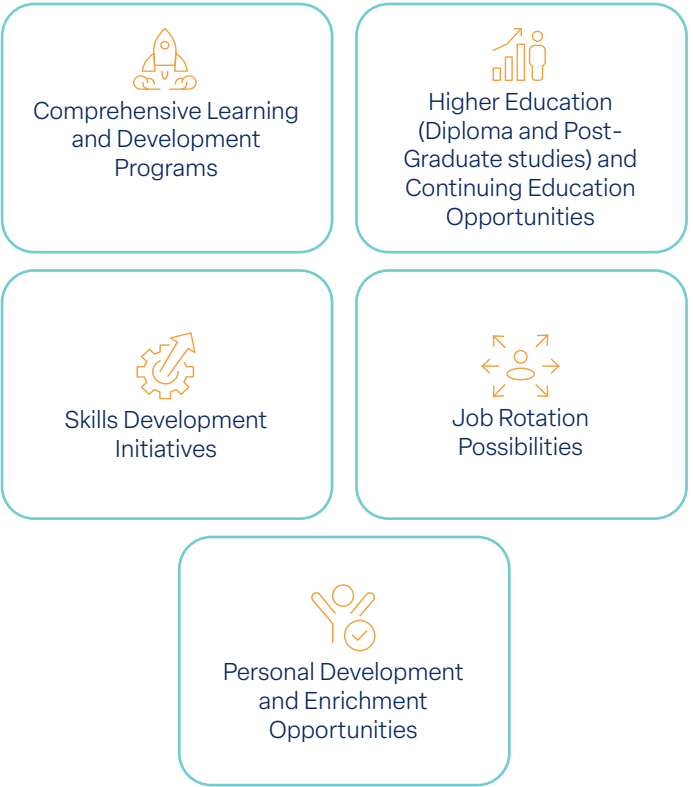 Comprehensive Learning
and Development
Programs
Higher Education
(Diploma and Post-
Graduate studies) and
Continuing Education
Opportunities
Skills Development
Initiatives
Job Rotation
Possibilities
Personal Development
and Enrichment
Opportunities